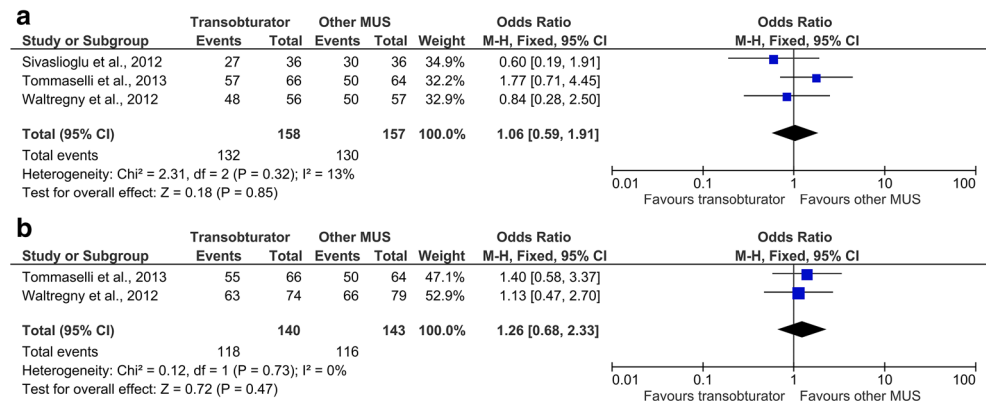 a
Transobturator Other MUS Odds Ratio Odds Ratio
Study or Subgroup Events Total Events Total Weight M-H, Fixed, 95% CI M-H, Fixed, 95% CI
Sivaslioglu et al., 2012 27 36 30 36 34.9% 0.60 [0.19, 1.91]
Tommaselli et al., 2013 57 66 50 64 32.2% 1.77 [0.71, 4.45]
Waltregny et al., 2012 48 56 50 57 32.9% 0.84 [0.28, 2.50]
Total (95% CI) 158 157 100.0% 1.06 [0.59, 1.91]
Total events 132 130
Heterogeneity: Chi² = 2.31, df = 2 (P = 0.32); I² = 13%
Test for overall effect: Z = 0.18 (P = 0.85)
0.01 0.1 1 10 100
Favours transobturator Favours other MUS
b
Transobturator Other MUS Odds Ratio Odds Ratio
Study or Subgroup Events Total Events Total Weight M-H, Fixed, 95% CI M-H, Fixed, 95% CI
Tommaselli et al., 2013 55 66 50 64 47.1% 1.40 [0.58, 3.37]
Waltregny et al., 2012 63 74 66 79 52.9% 1.13 [0.47, 2.70]
Total (95% CI) 140 143 100.0% 1.26 [0.68, 2.33]
Total events 118 116
Heterogeneity: Chi² = 0.12, df = 1 (P = 0.73); I² = 0%
Test for overall effect: Z = 0.72 (P = 0.47)
0.01 0.1 1 10 100
Favours transobturator Favours other MUS